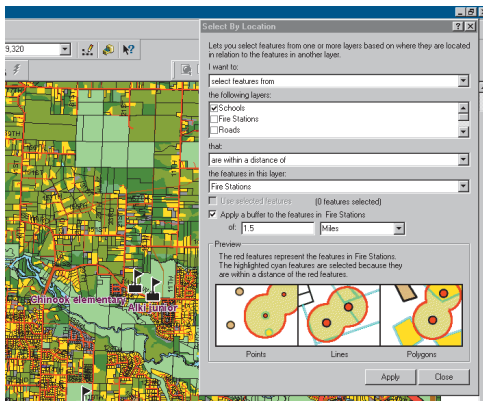 Select By Location
Lets you select features from one or more layers based on where they are located
in relation to the features in another layer.
I want to:
select features from
the following layers:
Schools
Fire Stations
Roads
that:
are within a distance of
the features in this layer:
Fire Stations
Use selected features (0 features selected)
Apply a buffer to the features in Fire Stations
of: 1.5 Miles
Preview
The red features represent the features in Fire Stations.
The highlighted cyan features are selected because they
are within a distance of the red features.
Points Lines Polygons
Apply Close
9,320
Chinook elementary
Alki junior